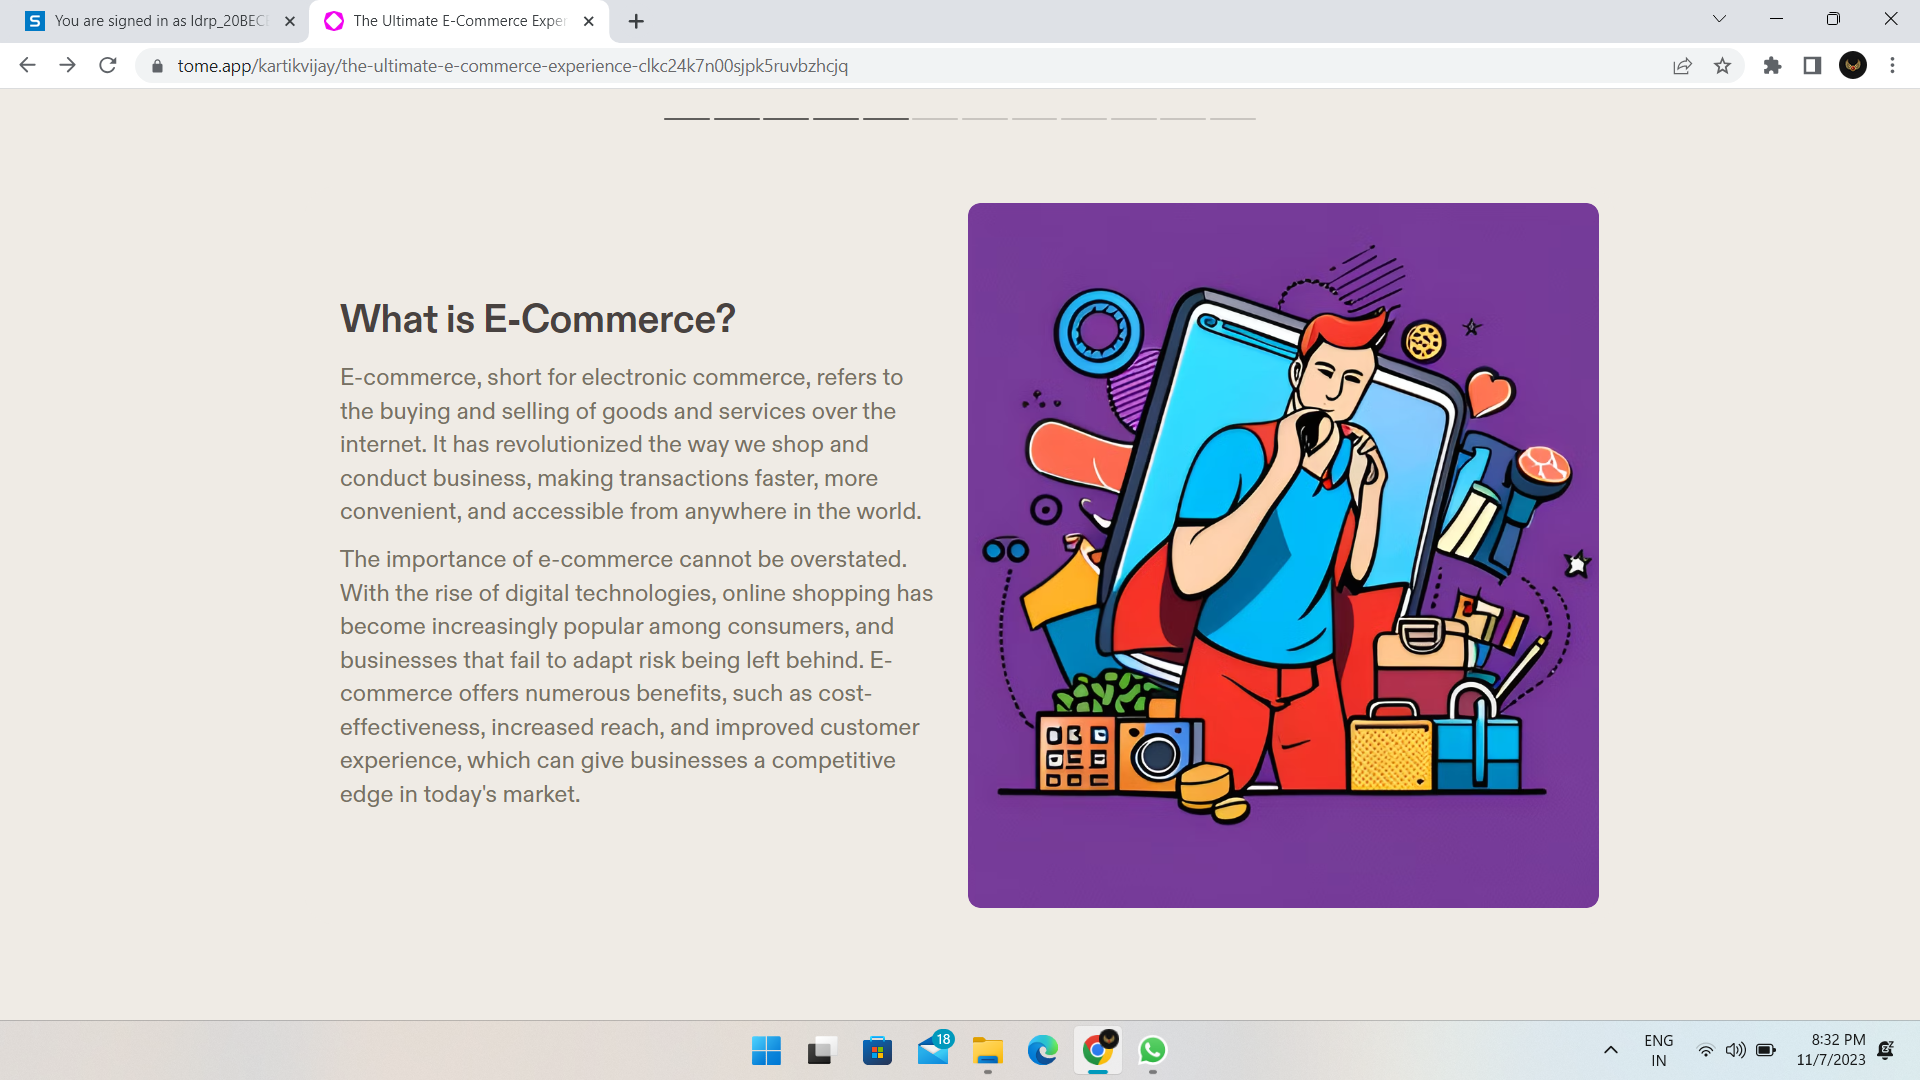 You are signed in as ldrp_20BECE
The Ultimate E-Commerce Exper
tome.app/kartikvijay/the-ultimate-e-commerce-experience-clkc24k7n00sjpk5ruvbzhcjq
What is E-Commerce?
E-commerce, short for electronic commerce, refers to
the buying and selling of goods and services over the
internet. It has revolutionized the way we shop and
conduct business, making transactions faster, more
convenient, and accessible from anywhere in the world.
The importance of e-commerce cannot be overstated.
With the rise of digital technologies, online shopping has
become increasingly popular among consumers, and
businesses that fail to adapt risk being left behind. E-
commerce offers numerous benefits, such as cost-
effectiveness, increased reach, and improved customer
experience, which can give businesses a competitive
edge in today's market.
18
ENG
IN
8:32 PM
11/7/2023